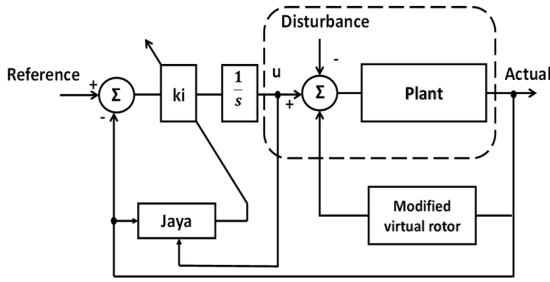 Disturbance
Reference
+
Σ
-
ki
1
s
u
+
-
Σ
Plant
Actual
Jaya
Modified
virtual rotor